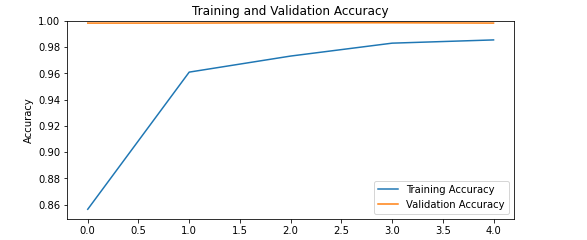 Training and Validation Accuracy
1.00
0.98
0.96
0.94
0.92
0.90
0.88
0.86
Accuracy
Training Accuracy
Validation Accuracy
0.0 0.5 1.0 1.5 2.0 2.5 3.0 3.5 4.0